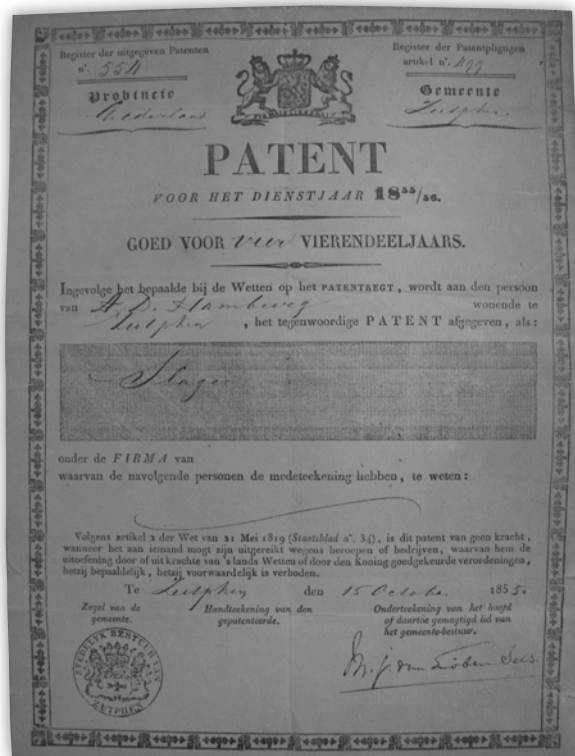 Register der uitgegeven Patenten
n°. 554
Provincie
Gelderland
Register der Patentpligtigen
artikel n°. 499
Gemeente
Zutphen
PATENT
VOOR HET DIENSTJAAR 18⁵⁵/56.
GOED VOOR vier VIERENDEELJAARS.
Ingevolge het bepaalde bij de Wetten op het PATENTREGT, wordt aan den persoon
van A. D. Hamburg wonende te
Zutphen, het tegenwoordige PATENT afgegeven, als:
Slager
onder de FIRMA van
waarvan de navolgende personen de medeteekening hebben, te weten:
Volgens artikel 2 der Wet van 21 Mei 1819 (Staatsblad n°. 34), is dit patent van geen kracht,
wanneer het aan iemand mogt zijn uitgereikt wegens beroepen of bedrijven, waarvan hem de
uitoefening door of uit krachte van 's lands Wetten of door den Koning goedgekeurde verordeningen,
hetzij bepaaldelijk, hetzij voorwaardelijk is verboden.
Te Zutphen den 15 October 1855.
Zegel van de
gemeente.
Handteekening van den
gepatenteerde.
Onderteekening van het hoofd
of daartoe gemagtigd lid van
het gemeente-bestuur.
STEDELYK BESTUUR VAN
ZUTPHEN